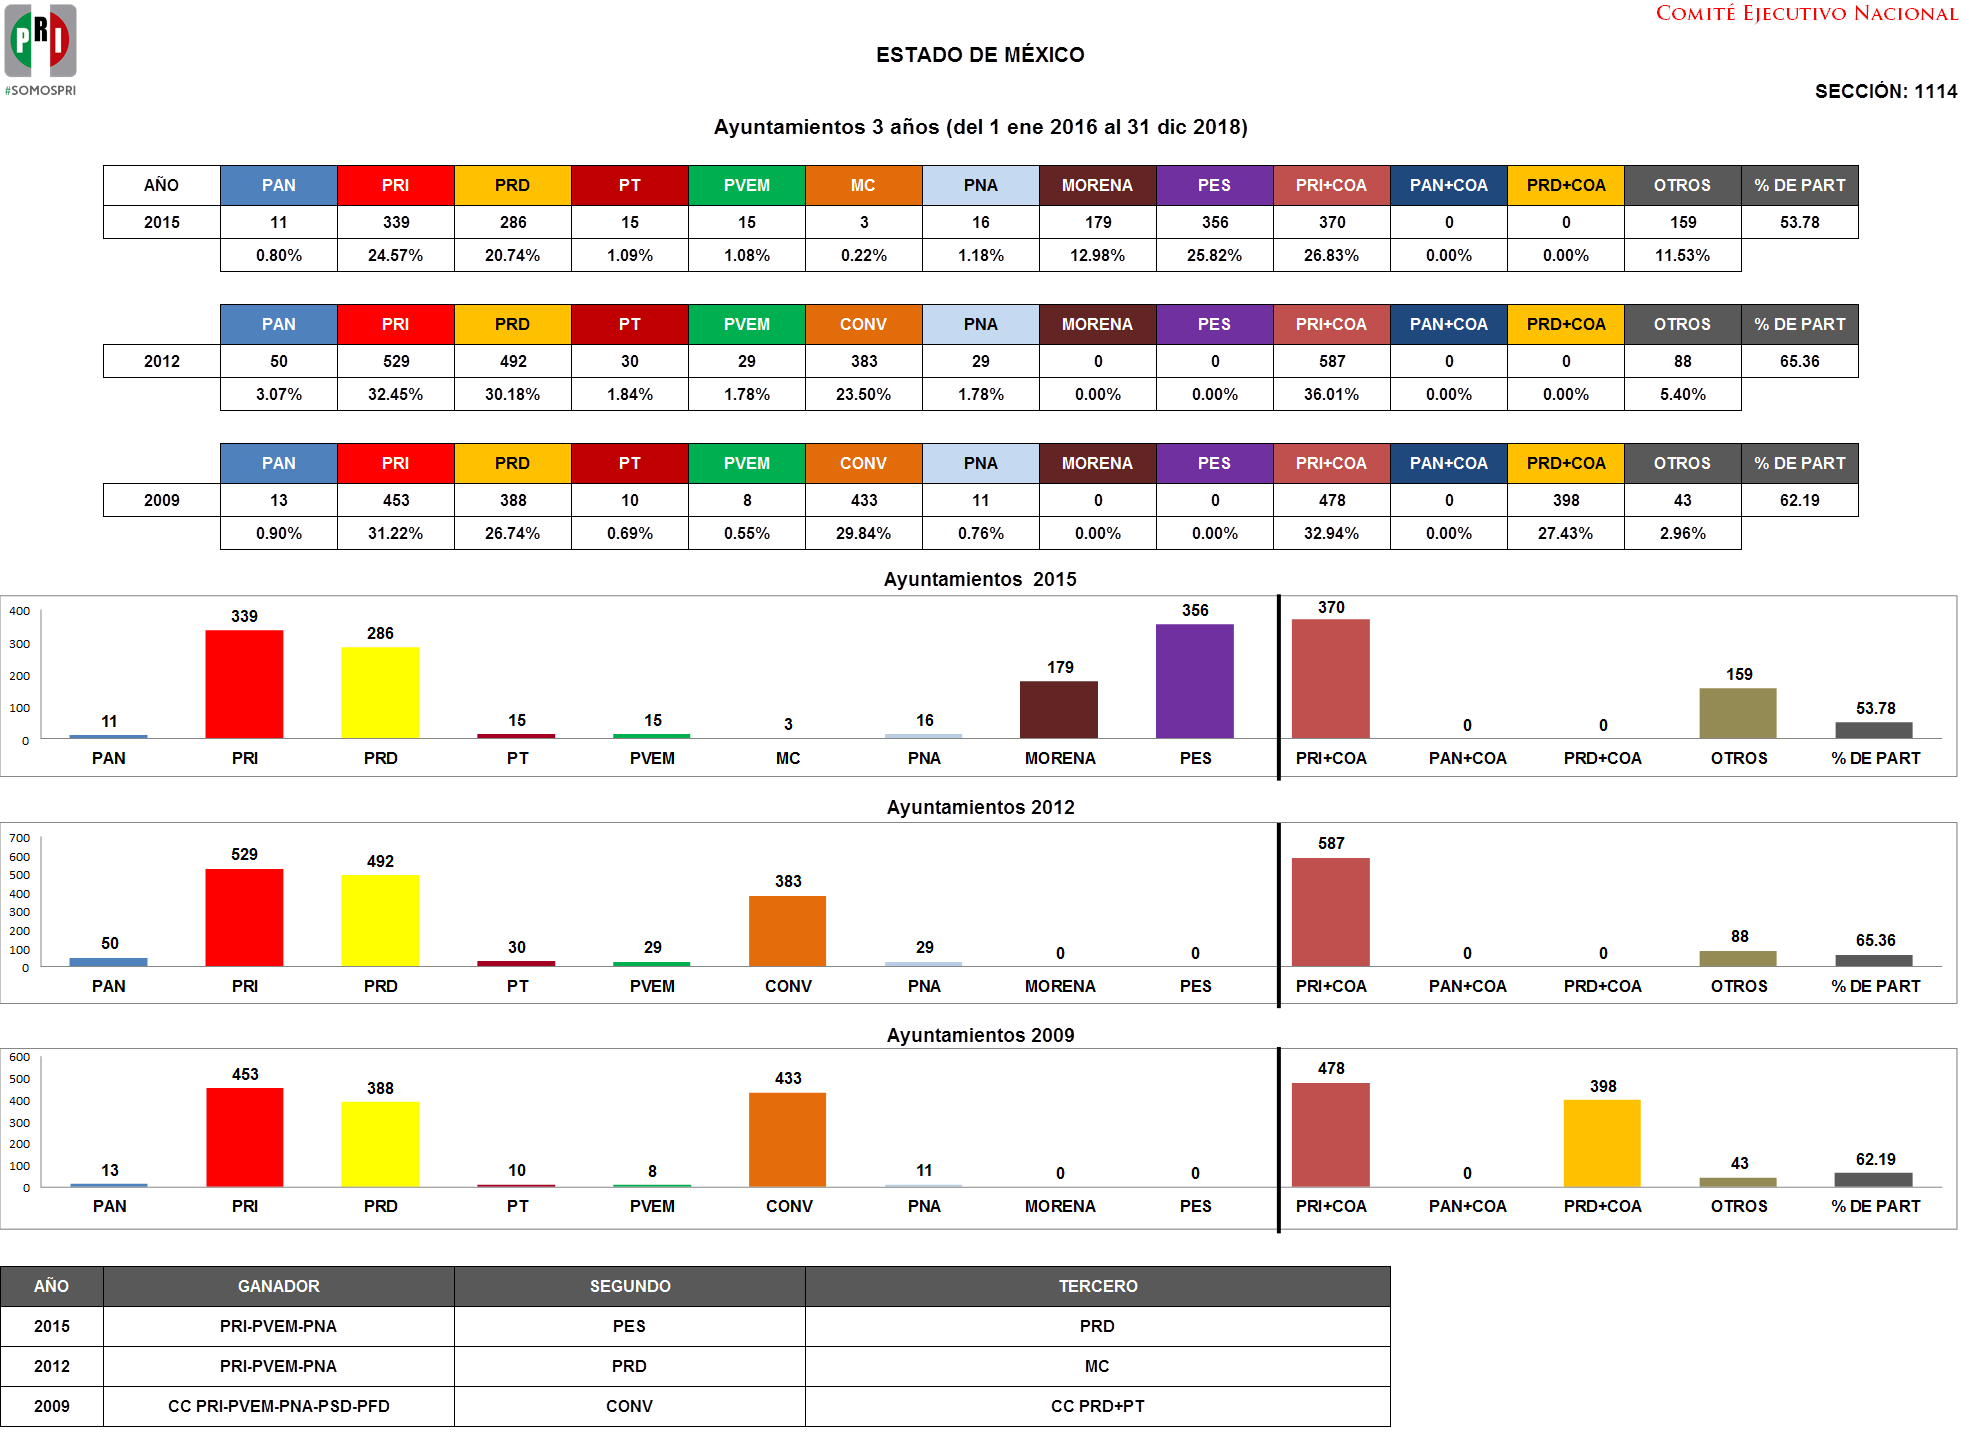 PRI
#SOMOSPRI
COMITÉ EJECUTIVO NACIONAL
ESTADO DE MÉXICO
SECCIÓN: 1114
Ayuntamientos 3 años (del 1 ene 2016 al 31 dic 2018)
AÑO PAN PRI PRD PT PVEM MC PNA MORENA PES PRI+COA PAN+COA PRD+COA OTROS % DE PART
2015 11 339 286 15 15 3 16 179 356 370 0 0 159 53.78
0.80% 24.57% 20.74% 1.09% 1.08% 0.22% 1.18% 12.98% 25.82% 26.83% 0.00% 0.00% 11.53%
PAN PRI PRD PT PVEM CONV PNA MORENA PES PRI+COA PAN+COA PRD+COA OTROS % DE PART
2012 50 529 492 30 29 383 29 0 0 587 0 0 88 65.36
3.07% 32.45% 30.18% 1.84% 1.78% 23.50% 1.78% 0.00% 0.00% 36.01% 0.00% 0.00% 5.40%
PAN PRI PRD PT PVEM CONV PNA MORENA PES PRI+COA PAN+COA PRD+COA OTROS % DE PART
2009 13 453 388 10 8 433 11 0 0 478 0 398 43 62.19
0.90% 31.22% 26.74% 0.69% 0.55% 29.84% 0.76% 0.00% 0.00% 32.94% 0.00% 27.43% 2.96%
Ayuntamientos 2015
400
300
200
100
0
11 339 286 15 15 3 16 179 356 370 0 0 159 53.78
PAN PRI PRD PT PVEM MC PNA MORENA PES PRI+COA PAN+COA PRD+COA OTROS % DE PART
Ayuntamientos 2012
700
600
500
400
300
200
100
0
50 529 492 30 29 383 29 0 0 587 0 0 88 65.36
PAN PRI PRD PT PVEM CONV PNA MORENA PES PRI+COA PAN+COA PRD+COA OTROS % DE PART
Ayuntamientos 2009
600
500
400
300
200
100
0
13 453 388 10 8 433 11 0 0 478 0 398 43 62.19
PAN PRI PRD PT PVEM CONV PNA MORENA PES PRI+COA PAN+COA PRD+COA OTROS % DE PART
AÑO GANADOR SEGUNDO TERCERO
2015 PRI-PVEM-PNA PES PRD
2012 PRI-PVEM-PNA PRD MC
2009 CC PRI-PVEM-PNA-PSD-PFD CONV CC PRD+PT